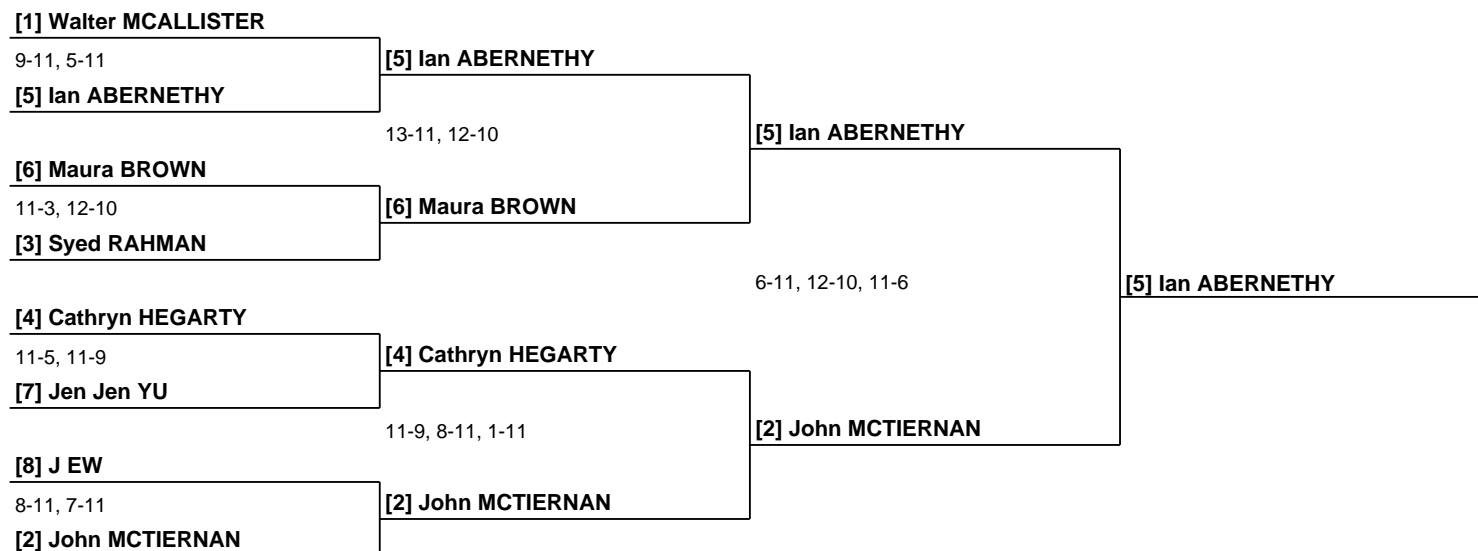 [1] Walter MCALLISTER
9-11, 5-11
[5] Ian ABERNETHY
[5] Ian ABERNETHY
13-11, 12-10
[5] Ian ABERNETHY
[6] Maura BROWN
11-3, 12-10
[6] Maura BROWN
[3] Syed RAHMAN
6-11, 12-10, 11-6
[5] Ian ABERNETHY
[4] Cathryn HEGARTY
11-5, 11-9
[4] Cathryn HEGARTY
[7] Jen Jen YU
11-9, 8-11, 1-11
[2] John MCTIERNAN
[8] J EW
8-11, 7-11
[2] John MCTIERNAN
[2] John MCTIERNAN